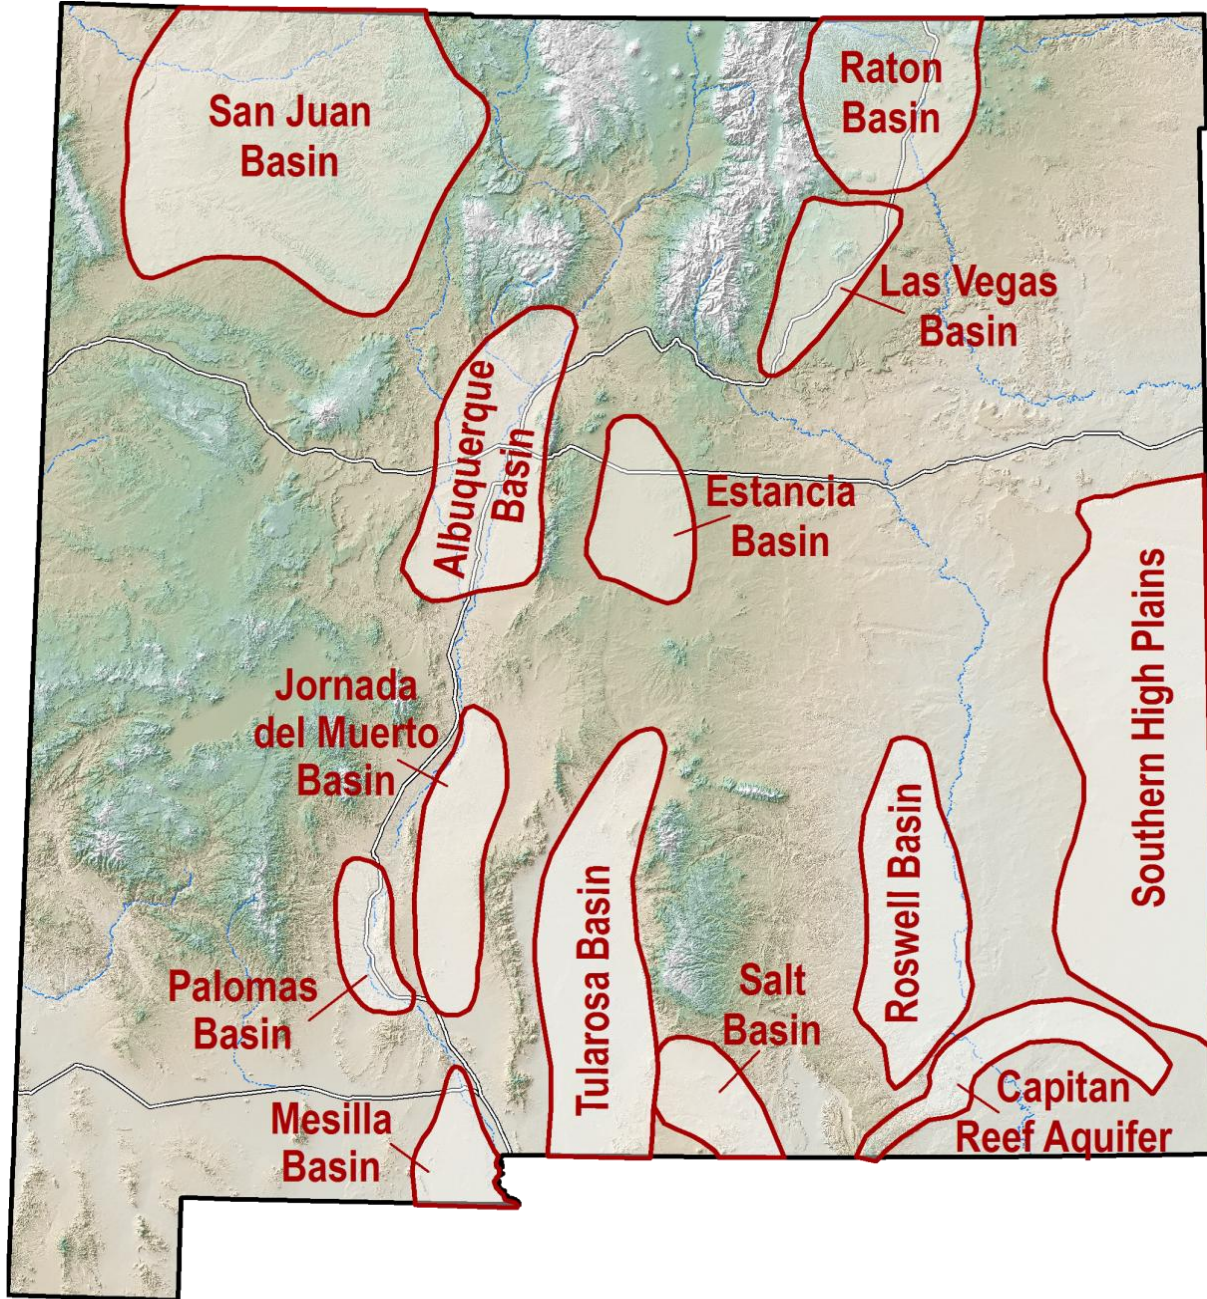 San Juan
Basin
Raton
Basin
Las Vegas
Basin
Albuquerque
Basin
Estancia
Basin
Southern High Plains
Jornada
del Muerto
Basin
Tularosa Basin
Roswell Basin
Palomas
Basin
Salt
Basin
Mesilla
Basin
Capitan
Reef Aquifer